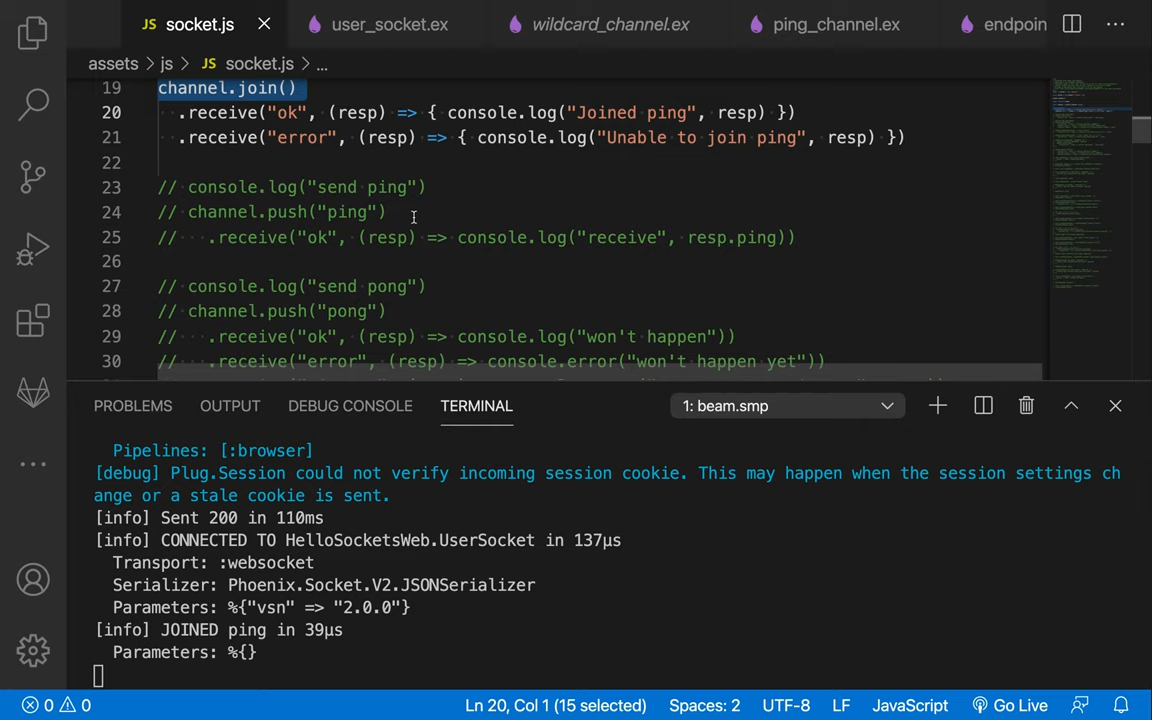 JS socket.js
user_socket.ex
wildcard_channel.ex
ping_channel.ex
endpoin
assets > js > JS socket.js > ...
19 channel.join()
20 .receive("ok", (resp) => { console.log("Joined ping", resp) })
21 .receive("error", (resp) => { console.log("Unable to join ping", resp) })
22
23 // console.log("send ping")
24 // channel.push("ping")
25 // .receive("ok", (resp) => console.log("receive", resp.ping))
26
27 // console.log("send pong")
28 // channel.push("pong")
29 // .receive("ok", (resp) => console.log("won't happen"))
30 // .receive("error", (resp) => console.error("won't happen yet"))
PROBLEMS OUTPUT DEBUG CONSOLE TERMINAL 1: beam.smp
Pipelines: [:browser]
[debug] Plug.Session could not verify incoming session cookie. This may happen when the session settings ch
ange or a stale cookie is sent.
[info] Sent 200 in 110ms
[info] CONNECTED TO HelloSocketsWeb.UserSocket in 137µs
Transport: :websocket
Serializer: Phoenix.Socket.V2.JSONSerializer
Parameters: %{"vsn" => "2.0.0"}
[info] JOINED ping in 39µs
Parameters: %{}
0 0 Ln 20, Col 1 (15 selected) Spaces: 2 UTF-8 LF JavaScript Go Live